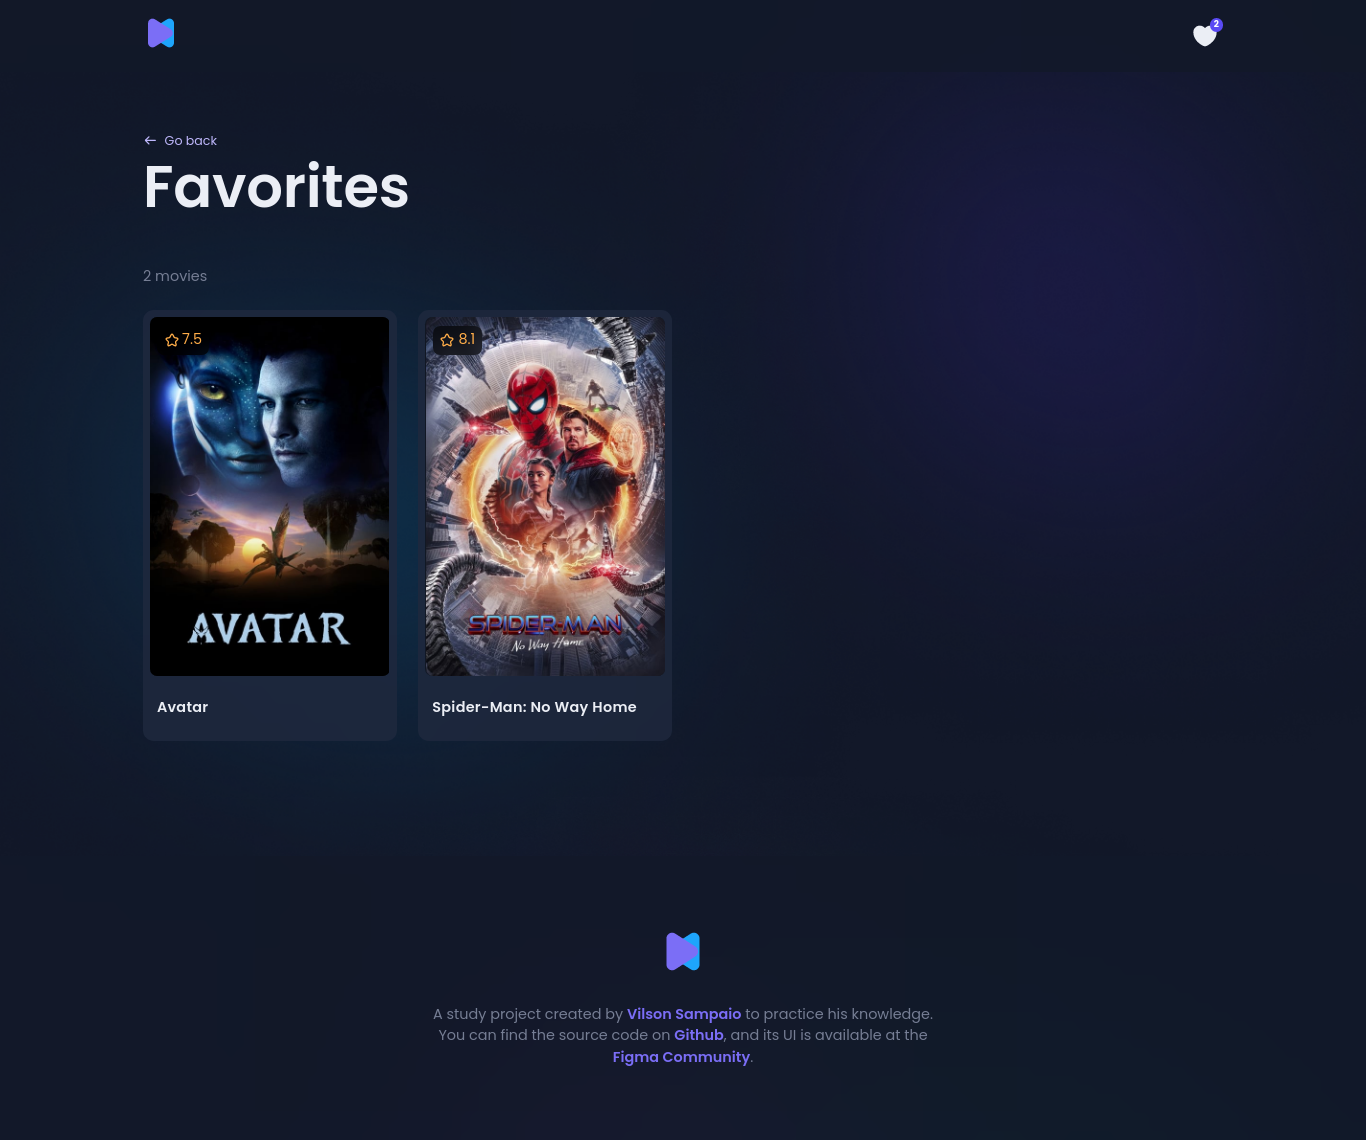 2
Go back
Favorites
2 movies
7.5
8.1
AVATAR
SPIDER-MAN
No Way Home
Avatar
Spider-Man: No Way Home
A study project created by Vilson Sampaio to practice his knowledge.
You can find the source code on Github, and its UI is available at the
Figma Community.